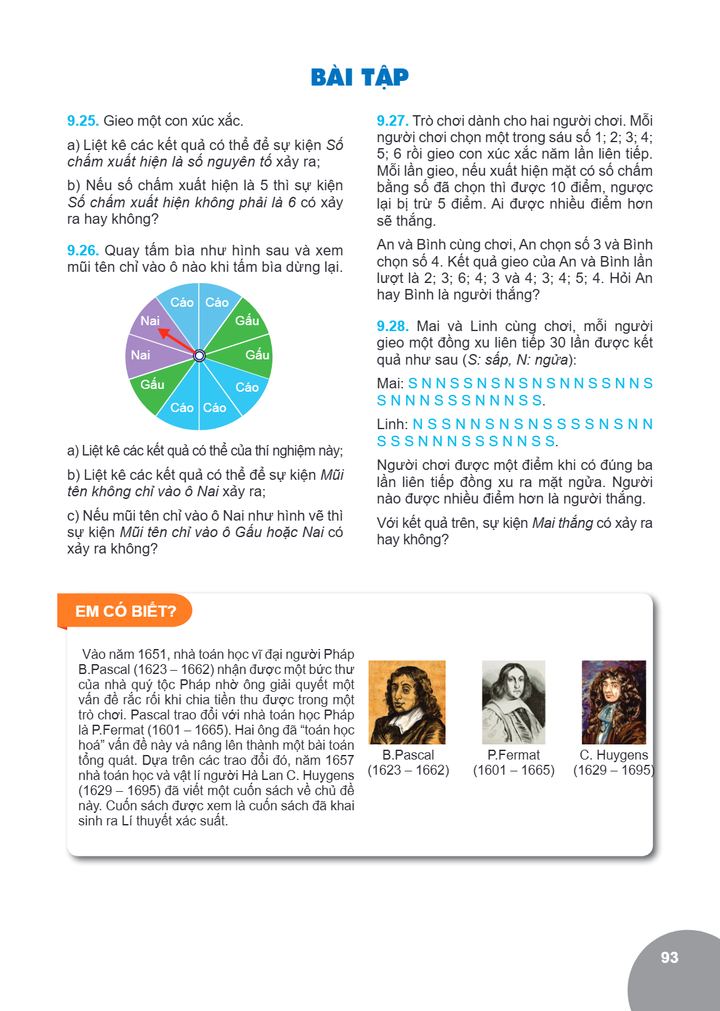 BÀI TẬP
9.25. Gieo một con xúc xắc.
a) Liệt kê các kết quả có thể để sự kiện Số
chấm xuất hiện là số nguyên tố xảy ra;
b) Nếu số chấm xuất hiện là 5 thì sự kiện
Số chấm xuất hiện không phải là 6 có xảy
ra hay không?
9.26. Quay tấm bìa như hình sau và xem
mũi tên chỉ vào ô nào khi tấm bìa dừng lại.
Cáo Cáo
Nai Gấu
Nai Gấu
Gấu Cáo
Cáo Cáo
a) Liệt kê các kết quả có thể của thí nghiệm này;
b) Liệt kê các kết quả có thể để sự kiện Mũi
tên không chỉ vào ô Nai xảy ra;
c) Nếu mũi tên chỉ vào ô Nai như hình vẽ thì
sự kiện Mũi tên chỉ vào ô Gấu hoặc Nai có
xảy ra không?
9.27. Trò chơi dành cho hai người chơi. Mỗi
người chơi chọn một trong sáu số 1; 2; 3; 4;
5; 6 rồi gieo con xúc xắc năm lần liên tiếp.
Mỗi lần gieo, nếu xuất hiện mặt có số chấm
bằng số đã chọn thì được 10 điểm, ngược
lại bị trừ 5 điểm. Ai được nhiều điểm hơn
sẽ thắng.
An và Bình cùng chơi, An chọn số 3 và Bình
chọn số 4. Kết quả gieo của An và Bình lần
lượt là 2; 3; 6; 4; 3 và 4; 3; 4; 5; 4. Hỏi An
hay Bình là người thắng?
9.28. Mai và Linh cùng chơi, mỗi người
gieo một đồng xu liên tiếp 30 lần được kết
quả như sau (S: sấp, N: ngửa):
Mai: S N N S S N S N S N S N N S S N N S
S N N N S S S N N N S S.
Linh: N S S N N S N S N S S S S N S N N
S S S N N N S S S N N S S.
Người chơi được một điểm khi có đúng ba
lần liên tiếp đồng xu ra mặt ngửa. Người
nào được nhiều điểm hơn là người thắng.
Với kết quả trên, sự kiện Mai thắng có xảy ra
hay không?
EM CÓ BIẾT?
Vào năm 1651, nhà toán học vĩ đại người Pháp
B.Pascal (1623 – 1662) nhận được một bức thư
của nhà quý tộc Pháp nhờ ông giải quyết một
vấn đề rắc rối khi chia tiền thu được trong một
trò chơi. Pascal trao đổi với nhà toán học Pháp
là P.Fermat (1601 – 1665). Hai ông đã “toán học
hoá” vấn đề này và nâng lên thành một bài toán
tổng quát. Dựa trên các trao đổi đó, năm 1657
nhà toán học và vật lí người Hà Lan C. Huygens
(1629 – 1695) đã viết một cuốn sách về chủ đề
này. Cuốn sách được xem là cuốn sách đã khai
sinh ra Lí thuyết xác suất.
B.Pascal P.Fermat C. Huygens
(1623 – 1662) (1601 – 1665) (1629 – 1695)
93